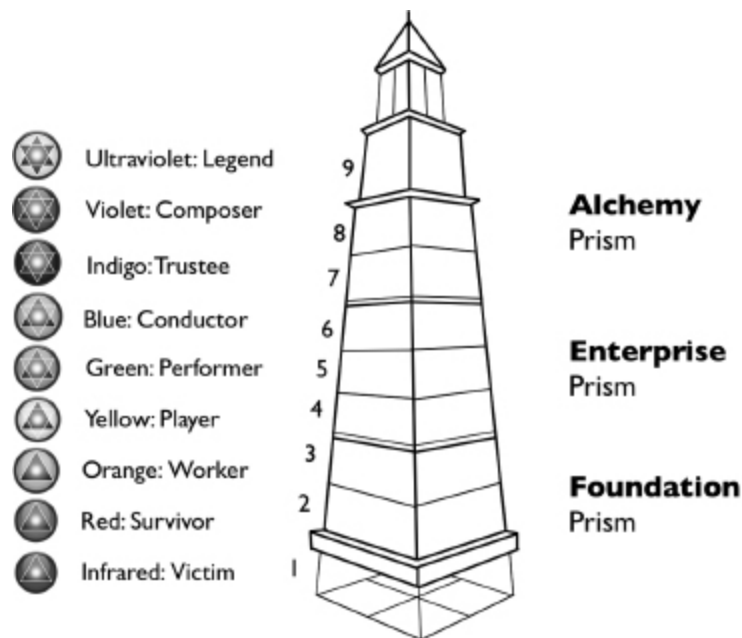 Ultraviolet: Legend
Violet: Composer
Indigo: Trustee
Blue: Conductor
Green: Performer
Yellow: Player
Orange: Worker
Red: Survivor
Infrared: Victim
9
8
7
6
5
4
3
2
1
Alchemy
Prism
Enterprise
Prism
Foundation
Prism